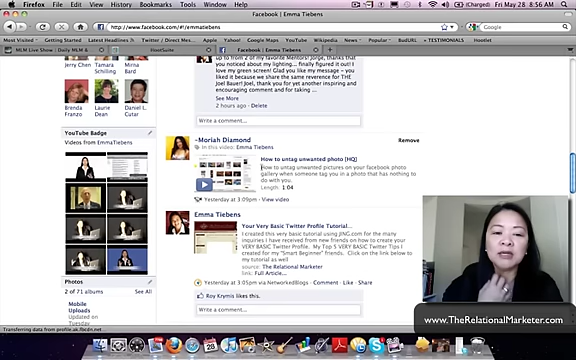 Firefox File Edit View History Bookmarks Tools Window Help
(Charged) Fri May 28 8:56 AM
Facebook | Emma Tiebens
http://www.facebook.com/#!/emmatiebens
Most Visited Getting Started Latest Headlines Apple Yahoo! Google Maps YouTube Wikipedia News Popular BudURL TESTIMONIALS Hootlet
MLM Live Show | Daily MLM &
HootSuite
Facebook | Emma Tiebens
Jerry Clark
Tamara Schilling
Mirna Bard
Brenda Franzo
Laurie Dean
Daniel L. Cutar
YouTube Badge
Videos from EmmaTiebens
Photos
2 of 71 albums See All
Mobile Uploads
Updated on Tuesday
up to from 2 of my favorite Mentors! Jorge, thanks that
you noticed about my lighting... finally figured it out! I
love my green screen! Glad you like my message - you
liked it because we share the same reverence for THE
Joel Bauer! Joel, thank you for yet another inspiring and
encouraging comment and for taking ...
See More
2 hours ago · Delete
Write a comment...
~Moriah Diamond
In this video: Emma Tiebens
Remove
How to untag unwanted photo [HQ]
How to untag unwanted pictures on your facebook photo
gallery when someone tag you in a photo that has nothing to
do with you.
Length: 1:04
Yesterday at 3:09pm · View video
Emma Tiebens
Your Very Basic Twitter Profile Tutorial...
I created this very basic tutorial using JING.com for the many
inquiries I have received from new friends on how to create your
VERY BASIC Twitter Profile. My Top 5 VERY BASIC Twitter Tips I
created for my "Smart Beginner" friends. Click on the link below to
my tutorial as well
source: The Relational Marketer
link: Full Article...
Yesterday at 3:05pm via NetworkedBlogs · Comment · Like · Share
Roy Krymis likes this.
Write a comment...
www.TheRelationalMarketer.com
Transferring data from profile.ak.fbcdn.net...